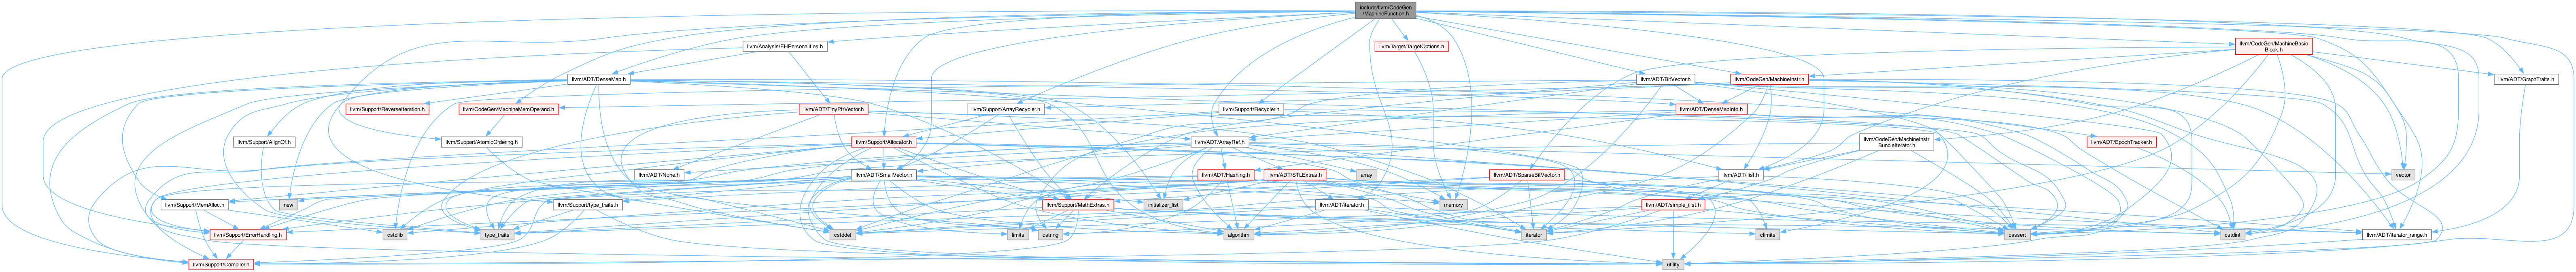 include/llvm/CodeGen
/MachineFunction.h
llvm/Analysis/EHPersonalities.h
llvm/Target/TargetOptions.h
llvm/CodeGen/MachineBasic
Block.h
llvm/ADT/DenseMap.h
llvm/ADT/BitVector.h
llvm/CodeGen/MachineInstr.h
llvm/ADT/GraphTraits.h
llvm/Support/ReverseIteration.h
llvm/CodeGen/MachineMemOperand.h
llvm/ADT/TinyPtrVector.h
llvm/Support/ArrayRecycler.h
llvm/Support/Recycler.h
llvm/ADT/DenseMapInfo.h
llvm/Support/AlignOf.h
llvm/Support/AtomicOrdering.h
llvm/Support/Allocator.h
llvm/ADT/ArrayRef.h
llvm/CodeGen/MachineInstr
BundleIterator.h
llvm/ADT/EpochTracker.h
llvm/ADT/None.h
llvm/ADT/SmallVector.h
llvm/ADT/Hashing.h
llvm/ADT/STLExtras.h
array
llvm/ADT/SparseBitVector.h
llvm/ADT/ilist.h
vector
llvm/Support/MemAlloc.h
new
llvm/Support/type_traits.h
initializer_list
llvm/Support/MathExtras.h
llvm/ADT/iterator.h
memory
llvm/ADT/simple_ilist.h
llvm/Support/ErrorHandling.h
cstdlib
type_traits
cstddef
limits
cstring
algorithm
iterator
climits
cassert
cstdint
llvm/ADT/iterator_range.h
llvm/Support/Compiler.h
utility